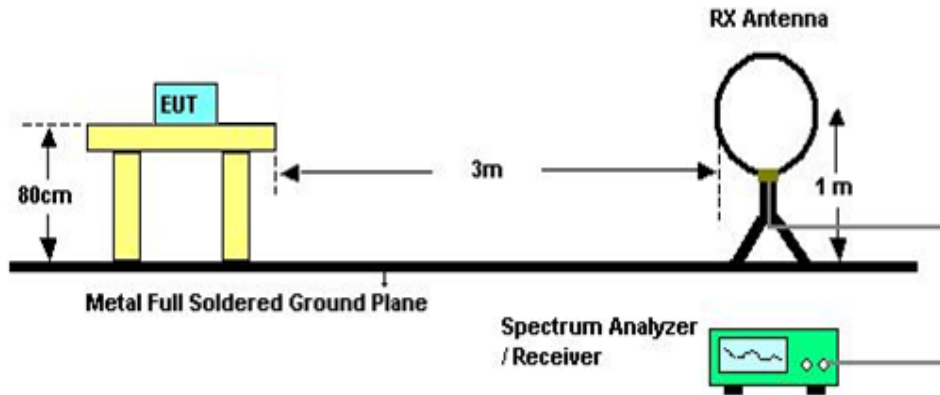 RX Antenna
EUT
80cm
3m
1 m
Metal Full Soldered Ground Plane
Spectrum Analyzer
/ Receiver